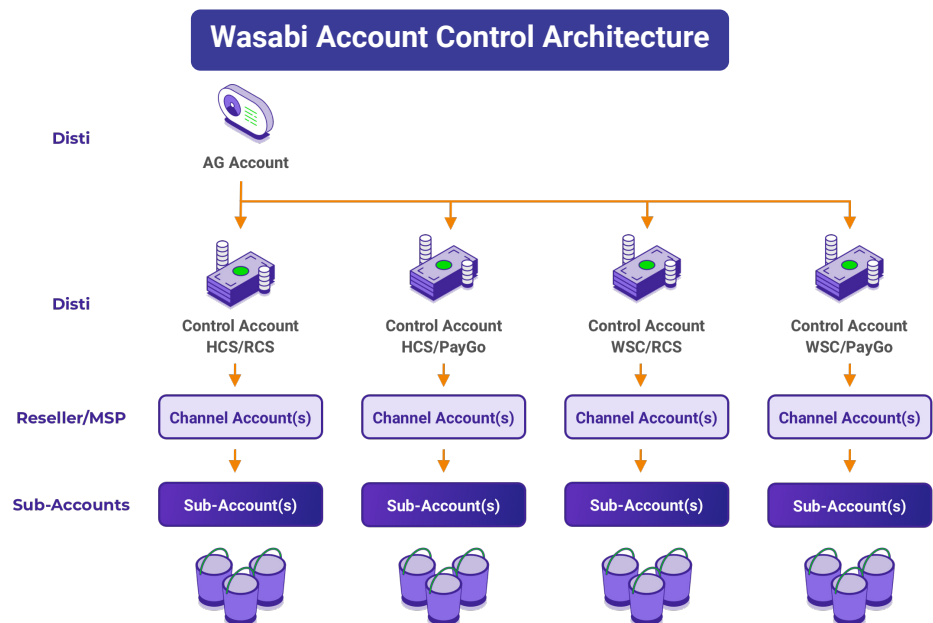 Wasabi Account Control Architecture
Disti
AG Account
Disti
Control Account
HCS/RCS
Control Account
HCS/PayGo
Control Account
WSC/RCS
Control Account
WSC/PayGo
Reseller/MSP
Channel Account(s)
Channel Account(s)
Channel Account(s)
Channel Account(s)
Sub-Accounts
Sub-Account(s)
Sub-Account(s)
Sub-Account(s)
Sub-Account(s)